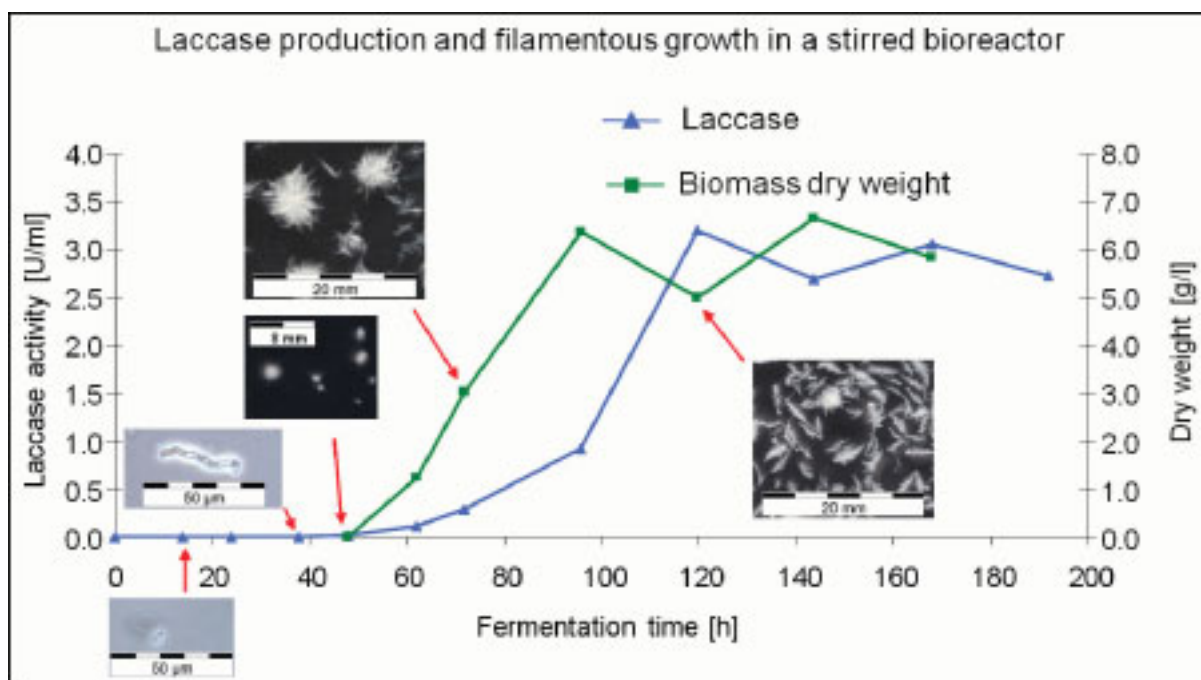 Laccase production and filamentous growth in a stirred bioreactor
Laccase
Biomass dry weight
Laccase activity [U/ml]
4.0
3.5
3.0
2.5
2.0
1.5
1.0
0.5
0.0
Dry weight [g/l]
8.0
7.0
6.0
5.0
4.0
3.0
2.0
1.0
0.0
20 mm
8 mm
50 µm
20 mm
0 20 40 60 80 100 120 140 160 180 200
Fermentation time [h]
50 µm